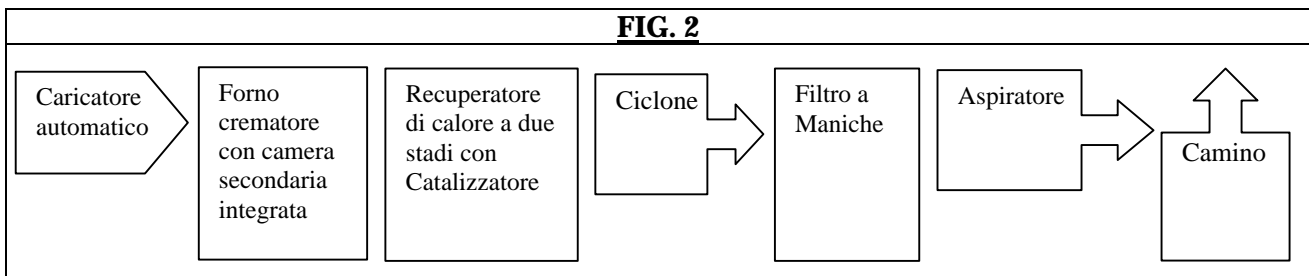 FIG. 2
Caricatore
automatico
Forno
crematore
con camera
secondaria
integrata
Recuperatore
di calore a due
stadi con
Catalizzatore
Ciclone
Filtro a
Maniche
Aspiratore
Camino